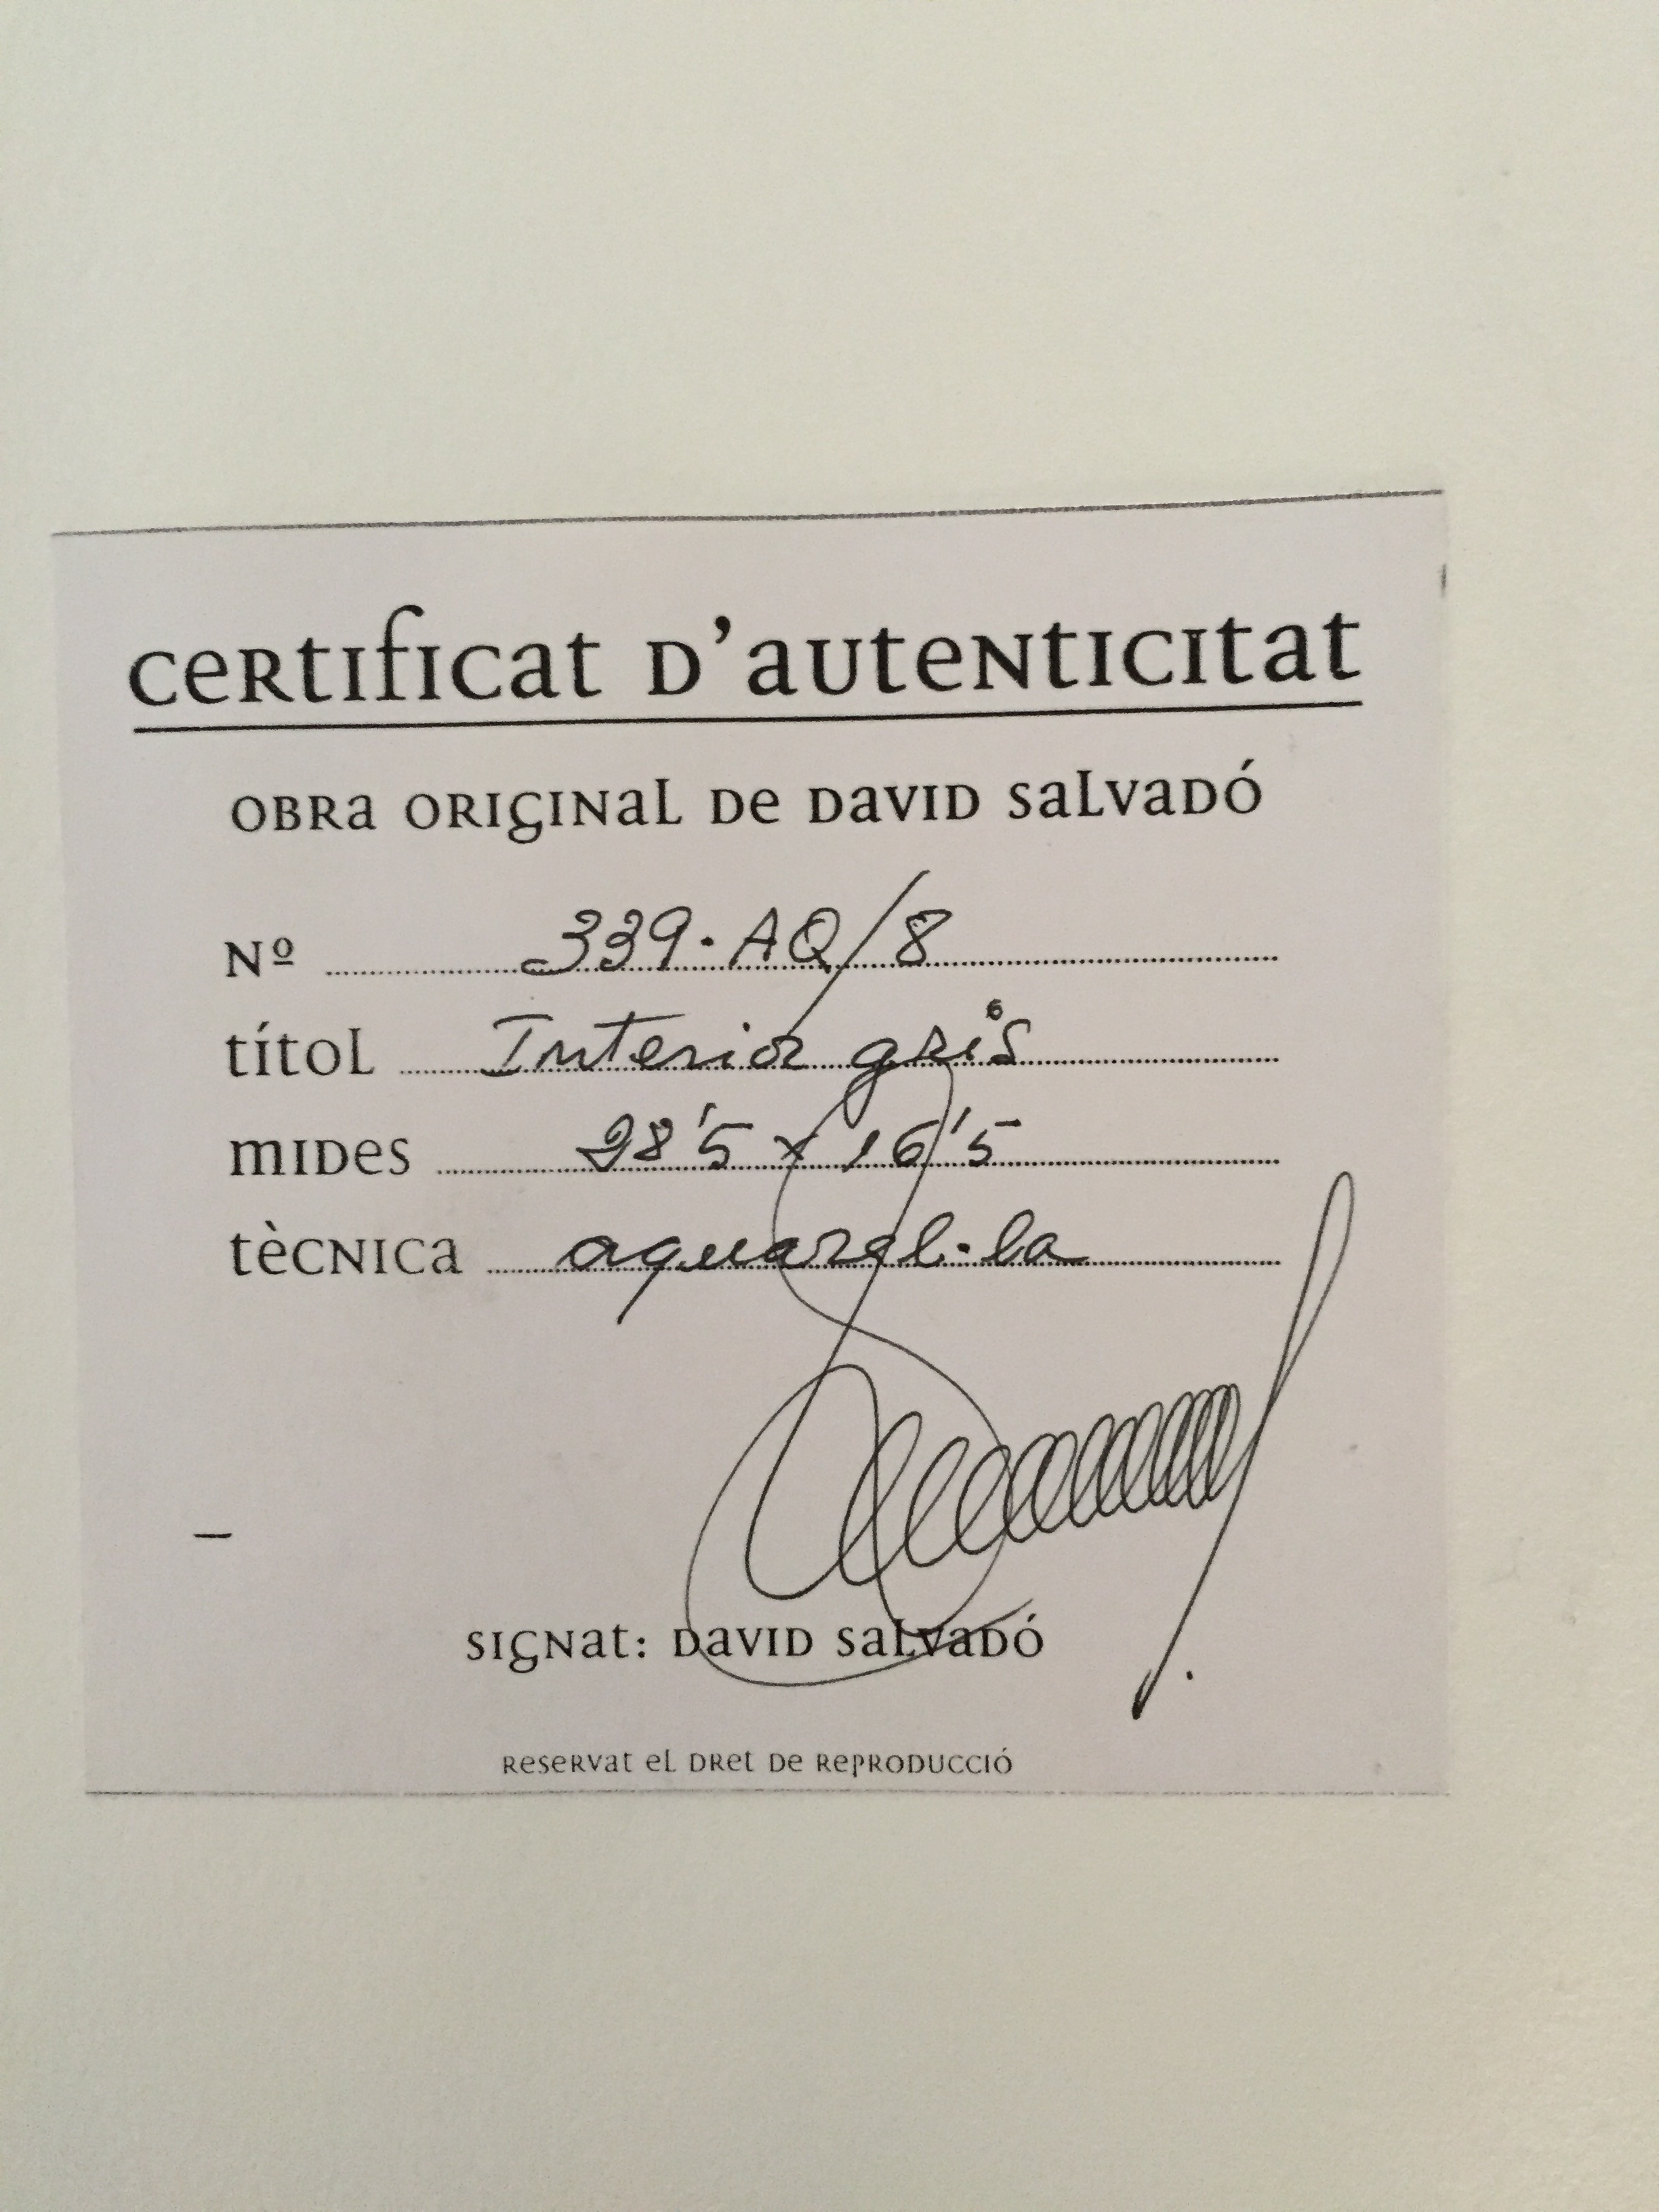 certificat d'autenticitat
obra original de david salvadó
Nº 339·AQ/8
títol Interior gris
mides 28'5 x 16'5
tècnica aquarel·la
signat: david salvadó
reservat el dret de reproducció